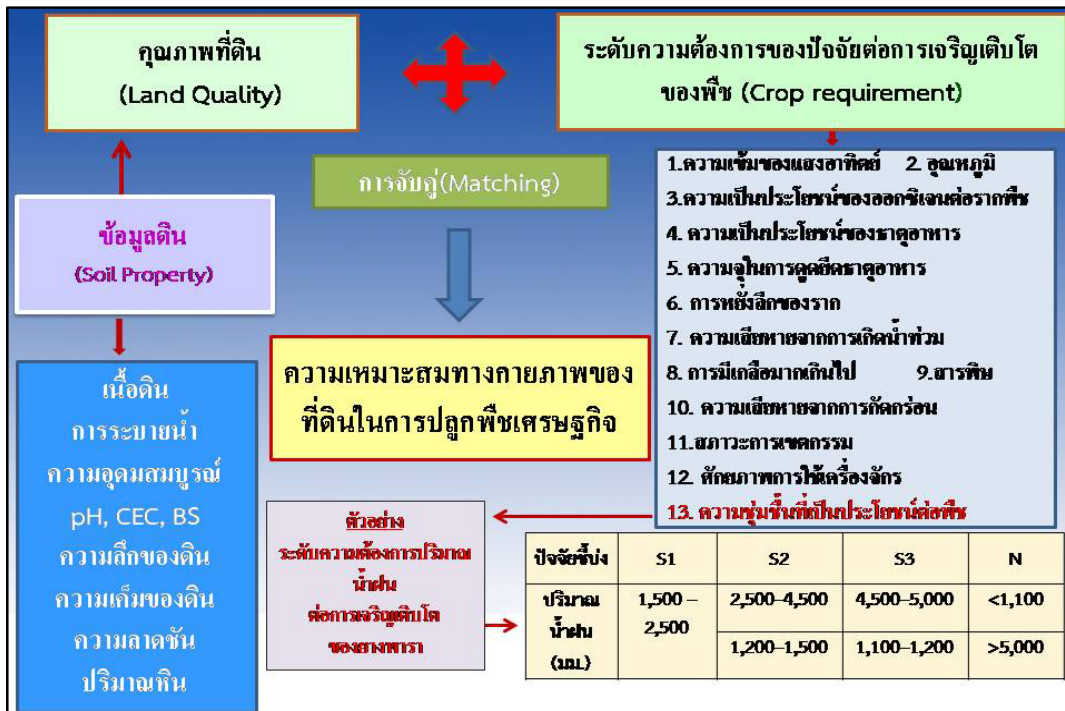 คุณภาพที่ดิน
(Land Quality)
ระดับความต้องการของปัจจัยต่อการเจริญเติบโต
ของพืช (Crop requirement)
การจับคู่(Matching)
ข้อมูลดิน
(Soil Property)
1.ความเข้มของแสงอาทิตย์ 2. อุณหภูมิ
3.ความเป็นประโยชน์ของออกซิเจนต่อรากพืช
4. ความเป็นประโยชน์ของธาตุอาหาร
5. ความจุในการดูดยึดธาตุอาหาร
6. การหยั่งลึกของราก
7. ความเสียหายจากการเกิดน้ำท่วม
8. การมีเกลือมากเกินไป 9.สารพิษ
10. ความเสียหายจากการกัดกร่อน
11.สภาวะการเขตกรรม
12. ศักยภาพการใช้เครื่องจักร
13. ความชุ่มชื้นที่เป็นประโยชน์ต่อพืช
ความเหมาะสมทางกายภาพของ
ที่ดินในการปลูกพืชเศรษฐกิจ
เนื้อดิน
การระบายน้ำ
ความอุดมสมบูรณ์
pH, CEC, BS
ความลึกของดิน
ความเค็มของดิน
ความลาดชัน
ปริมาณหิน
ตัวอย่าง
ระดับความต้องการปริมาณ
น้ำฝน
ต่อการเจริญเติบโต
ของยางพารา
ปัจจัยชี้บ่ง S1 S2 S3 N
ปริมาณ 1,500 – 2,500–4,500 4,500–5,000 <1,100
น้ำฝน 2,500
(มม.) 1,200–1,500 1,100–1,200 >5,000